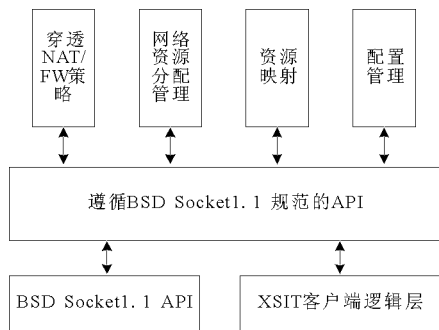 穿透
NAT/
FW策
略
网络
资源
分配
管理
资源
映射
配置
管理
遵循BSD Socket1.1 规范的API
BSD Socket1.1 API
XSIT客户端逻辑层